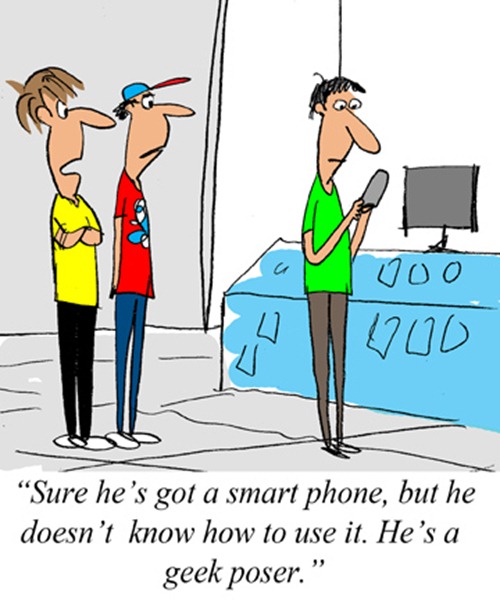 “Sure he’s got a smart phone, but he
doesn’t know how to use it. He’s a
geek poser.”